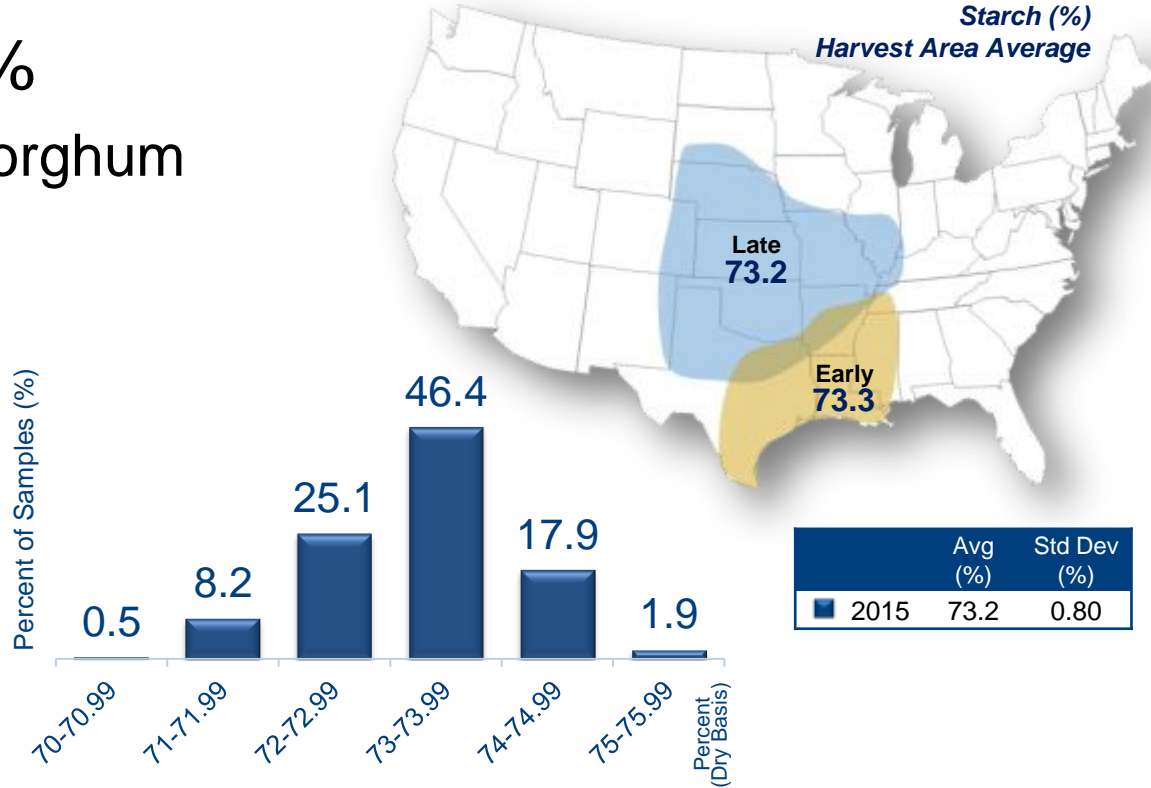 %
orghum
Starch (%)
Harvest Area Average
Late
73.2
Early
73.3
Percent of Samples (%)
0.5
8.2
25.1
46.4
17.9
1.9
70-70.99
71-71.99
72-72.99
73-73.99
74-74.99
75-75.99
Percent
(Dry Basis)
Avg Std Dev
(%) (%)
2015 73.2 0.80